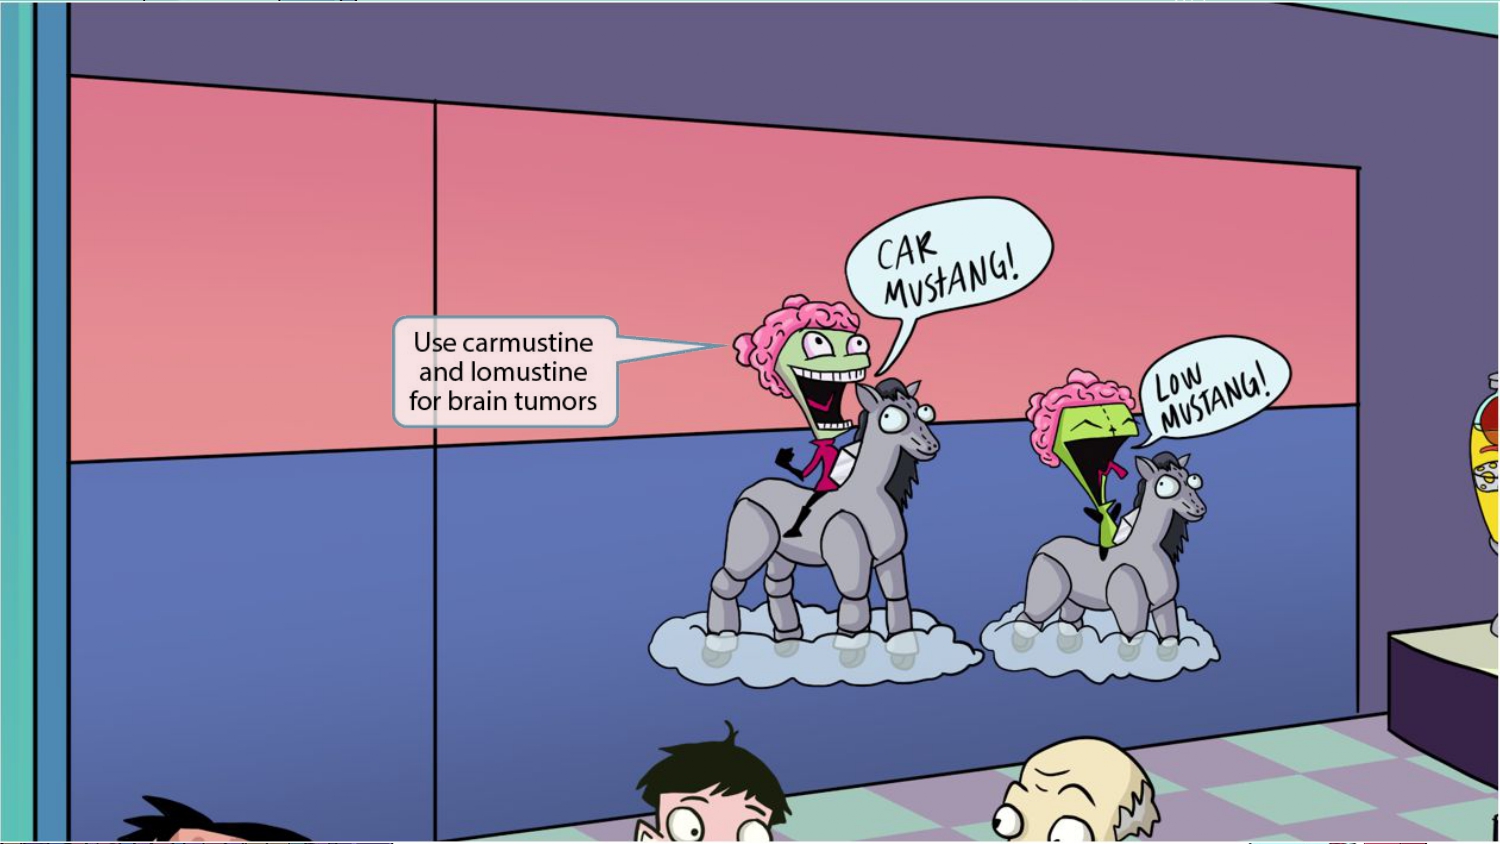 CAR
MUSTANG!
Use carmustine
and lomustine
for brain tumors
LOW
MUSTANG!